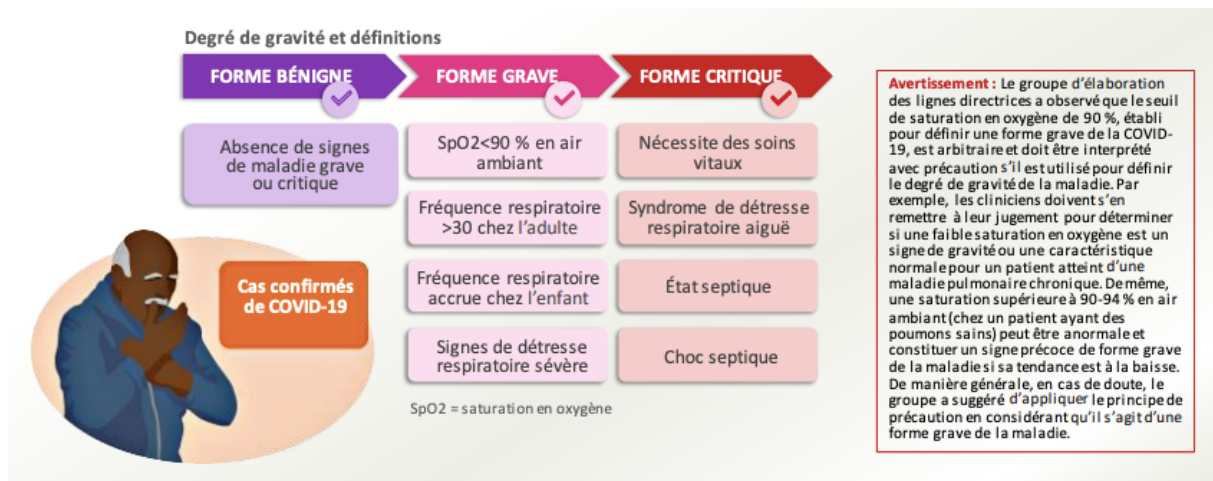 Degré de gravité et définitions
FORME BÉNIGNE
FORME GRAVE
FORME CRITIQUE
Absence de signes
de maladie grave
ou critique
SpO2<90 % en air
ambiant
Nécessite des soins
vitaux
Fréquence respiratoire
>30 chez l'adulte
Syndrome de détresse
respiratoire aiguë
Cas confirmés
de COVID-19
Fréquence respiratoire
accrue chez l'enfant
État septique
Signes de détresse
respiratoire sévère
Choc septique
SpO2 = saturation en oxygène
Avertissement : Le groupe d'élaboration
des lignes directrices a observé que le seuil
de saturation en oxygène de 90 %, établi
pour définir une forme grave de la COVID-
19, est arbitraire et doit être interprété
avec précaution s'il est utilisé pour définir
le degré de gravité de la maladie. Par
exemple, les cliniciens doivent s'en
remettre à leur jugement pour déterminer
si une faible saturation en oxygène est un
signe de gravité ou une caractéristique
normale pour un patient atteint d'une
maladie pulmonaire chronique. De même,
une saturation supérieure à 90-94 % en air
ambiant (chez un patient ayant des
poumons sains) peut être anormale et
constituer un signe précoce de forme grave
de la maladie si sa tendance est à la baisse.
De manière générale, en cas de doute, le
groupe a suggéré d'appliquer le principe de
précaution en considérant qu'il s'agit d'une
forme grave de la maladie.